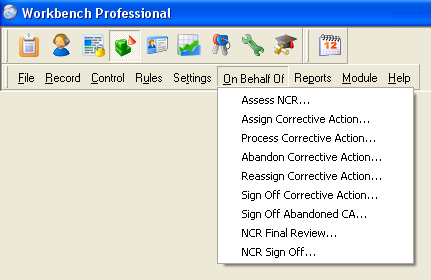 Workbench Professional
12
File Record Control Rules Settings On Behalf Of Reports Module Help
Assess NCR...
Assign Corrective Action...
Process Corrective Action...
Abandon Corrective Action...
Reassign Corrective Action...
Sign Off Corrective Action...
Sign Off Abandoned CA...
NCR Final Review...
NCR Sign Off...